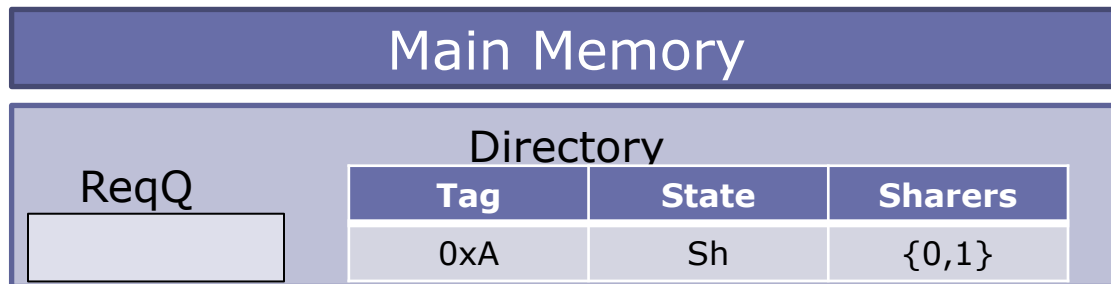 Main Memory
Directory
ReqQ
Tag State Sharers
0xA Sh {0,1}